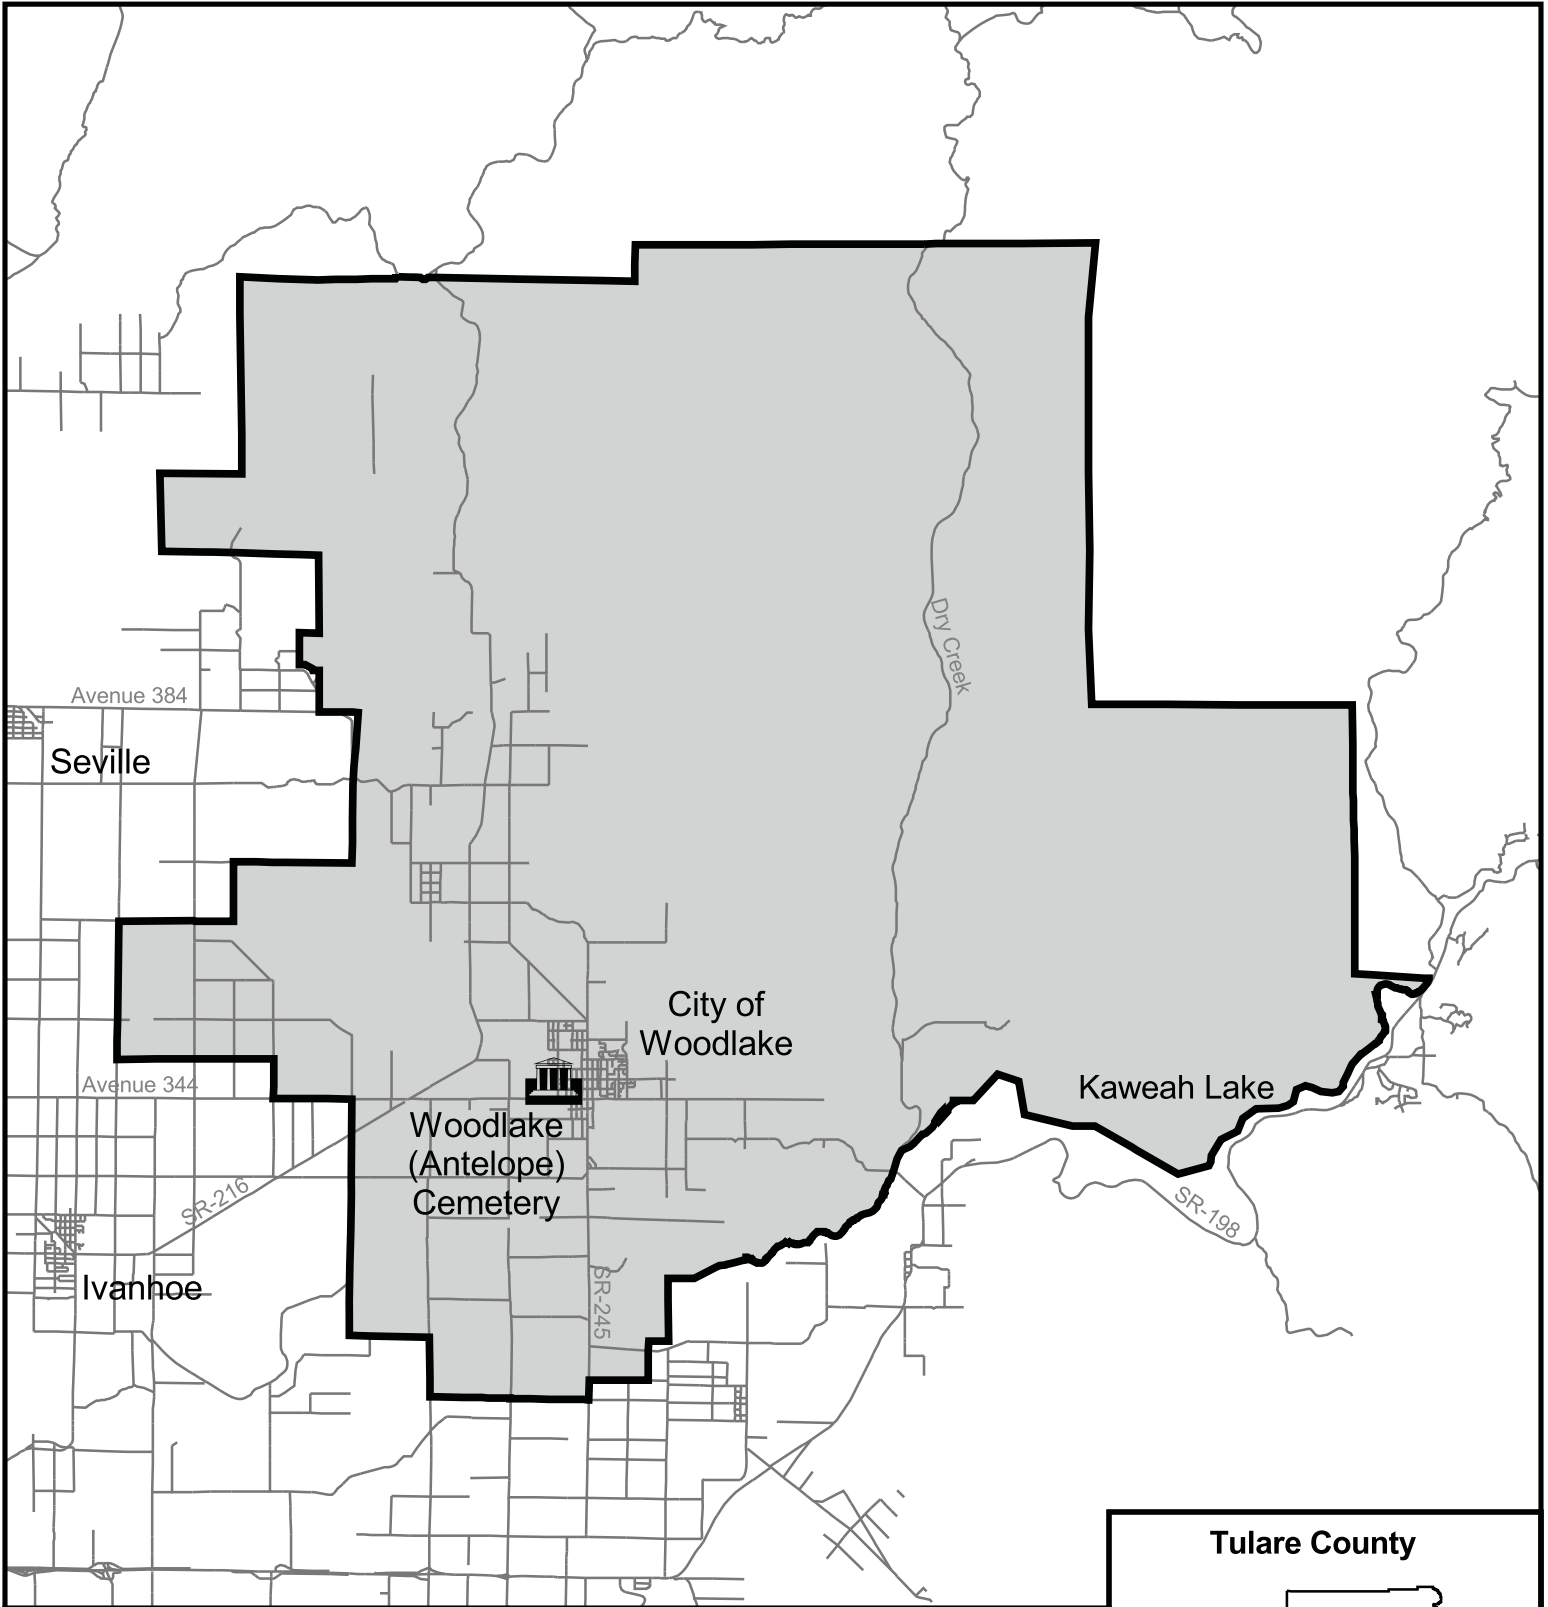 Dry Creek
Avenue 384
Seville
City of
Woodlake
Avenue 344
Kaweah Lake
Woodlake
(Antelope)
Cemetery
SR-216
SR-198
Ivanhoe
SR-245
Tulare County